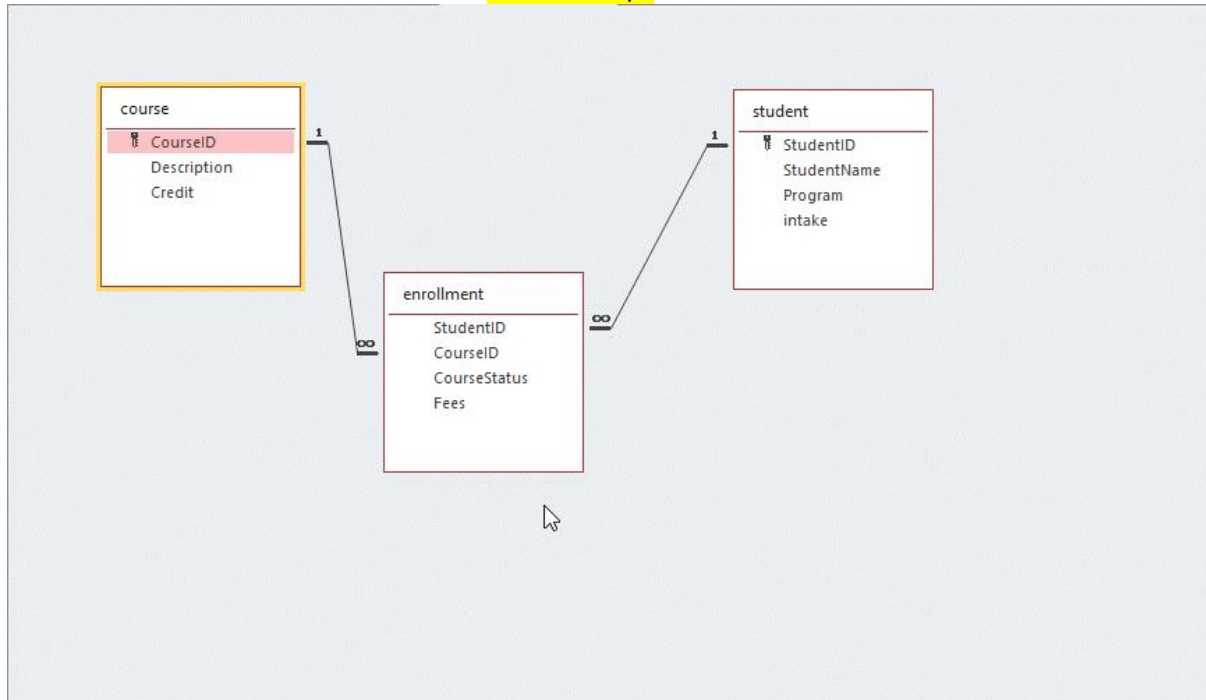 course
CourseID
Description
Credit
1
∞
enrollment
StudentID
CourseID
CourseStatus
Fees
∞
1
student
StudentID
StudentName
Program
intake